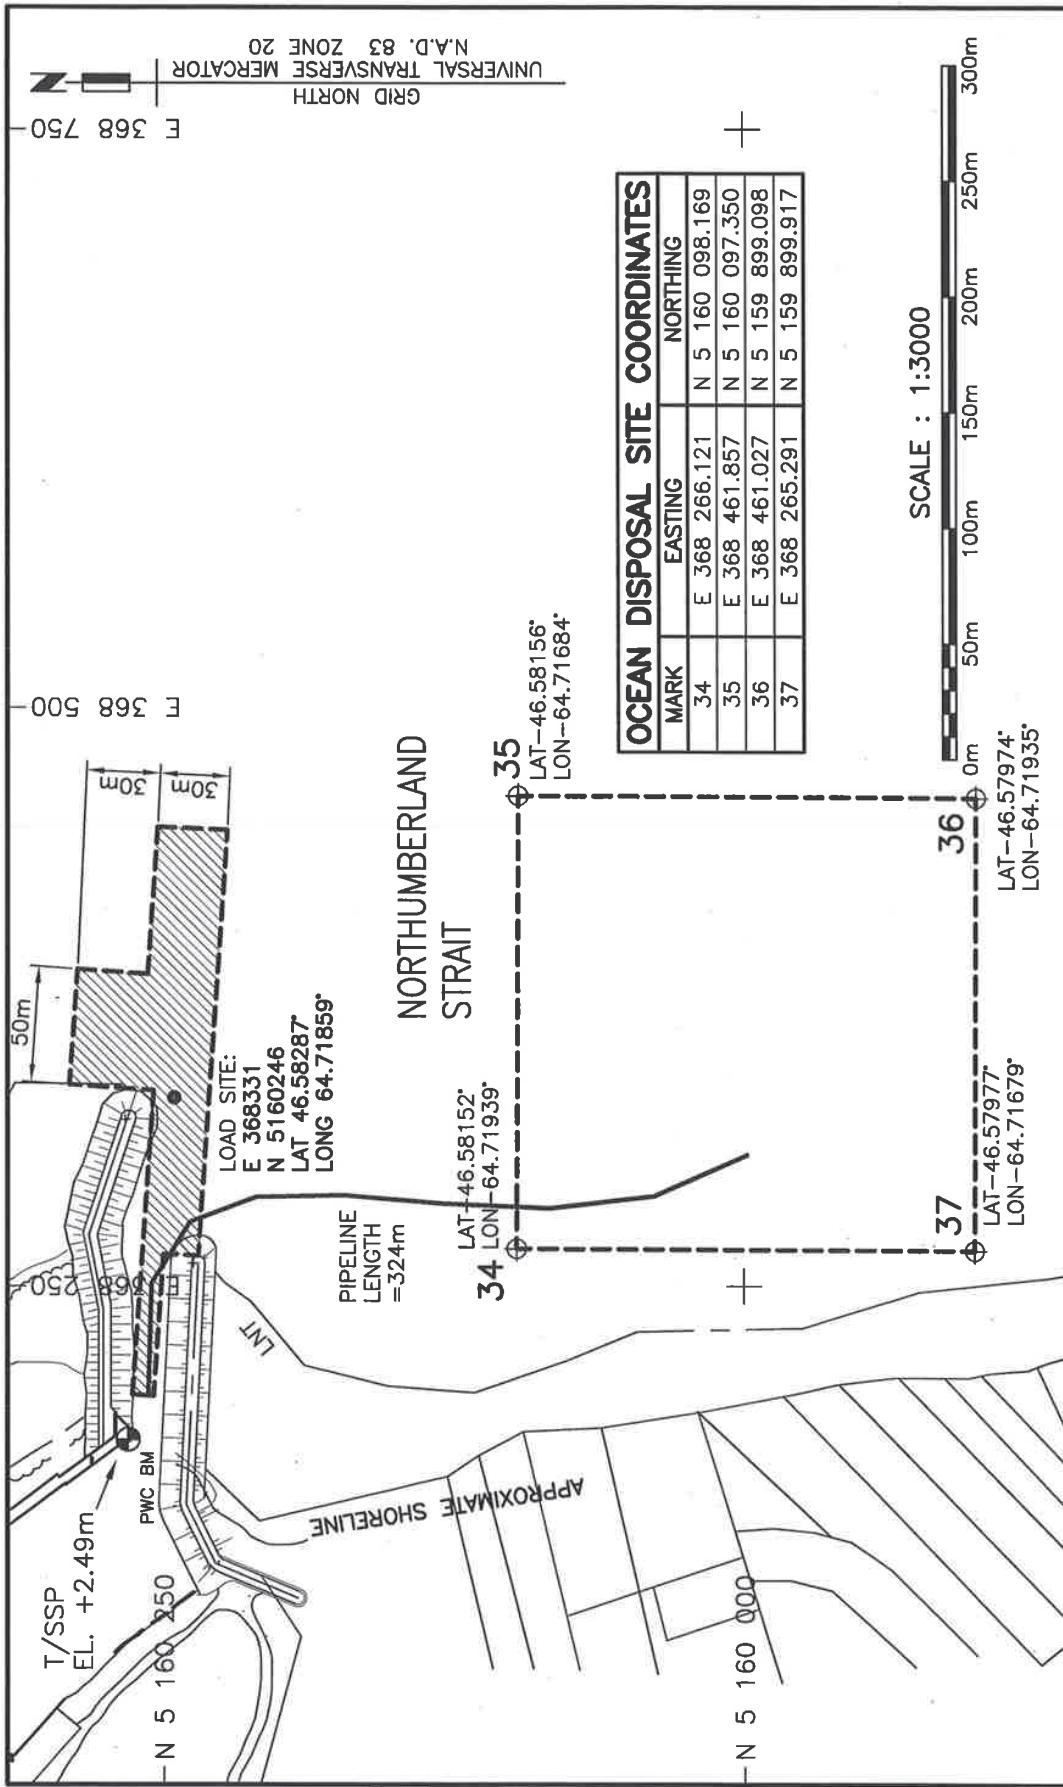 T/SSP
EL. +2.49m
PWC BM
N 5 160 250
N 5 160 000
E 368 250
E 368 500
E 368 750
50m
30m
30m
GRID NORTH
UNIVERSAL TRANSVERSE MERCATOR
N.A.D. 83 ZONE 20
LOAD SITE:
E 368331
N 5160246
LAT 46.58287°
LONG 64.71859°
LNT
APPROXIMATE SHORELINE
PIPELINE
LENGTH
=324m
NORTHUMBERLAND
STRAIT
34
LAT-46.58152°
LON-64.71939°
35
LAT-46.58156°
LON-64.71684°
36
LAT-46.57974°
LON-64.71935°
37
LAT-46.57977°
LON-64.71679°
OCEAN DISPOSAL SITE COORDINATES
MARK EASTING NORTHING
34 E 368 266.121 N 5 160 098.169
35 E 368 461.857 N 5 160 097.350
36 E 368 461.027 N 5 159 899.098
37 E 368 265.291 N 5 159 899.917
SCALE : 1:3000
0m 50m 100m 150m 200m 250m 300m